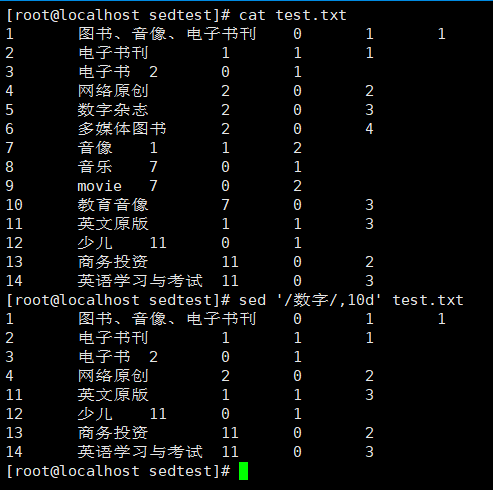 [root@localhost sedtest]# cat test.txt
1 图书、音像、电子书刊 0 1 1
2 电子书刊 1 1 1
3 电子书 2 0 1
4 网络原创 2 0 2
5 数字杂志 2 0 3
6 多媒体图书 2 0 4
7 音像 1 1 2
8 音乐 7 0 1
9 movie 7 0 2
10 教育音像 7 0 3
11 英文原版 1 1 3
12 少儿 11 0 1
13 商务投资 11 0 2
14 英语学习与考试 11 0 3
[root@localhost sedtest]# sed '/数字/,10d' test.txt
1 图书、音像、电子书刊 0 1 1
2 电子书刊 1 1 1
3 电子书 2 0 1
4 网络原创 2 0 2
11 英文原版 1 1 3
12 少儿 11 0 1
13 商务投资 11 0 2
14 英语学习与考试 11 0 3
[root@localhost sedtest]#